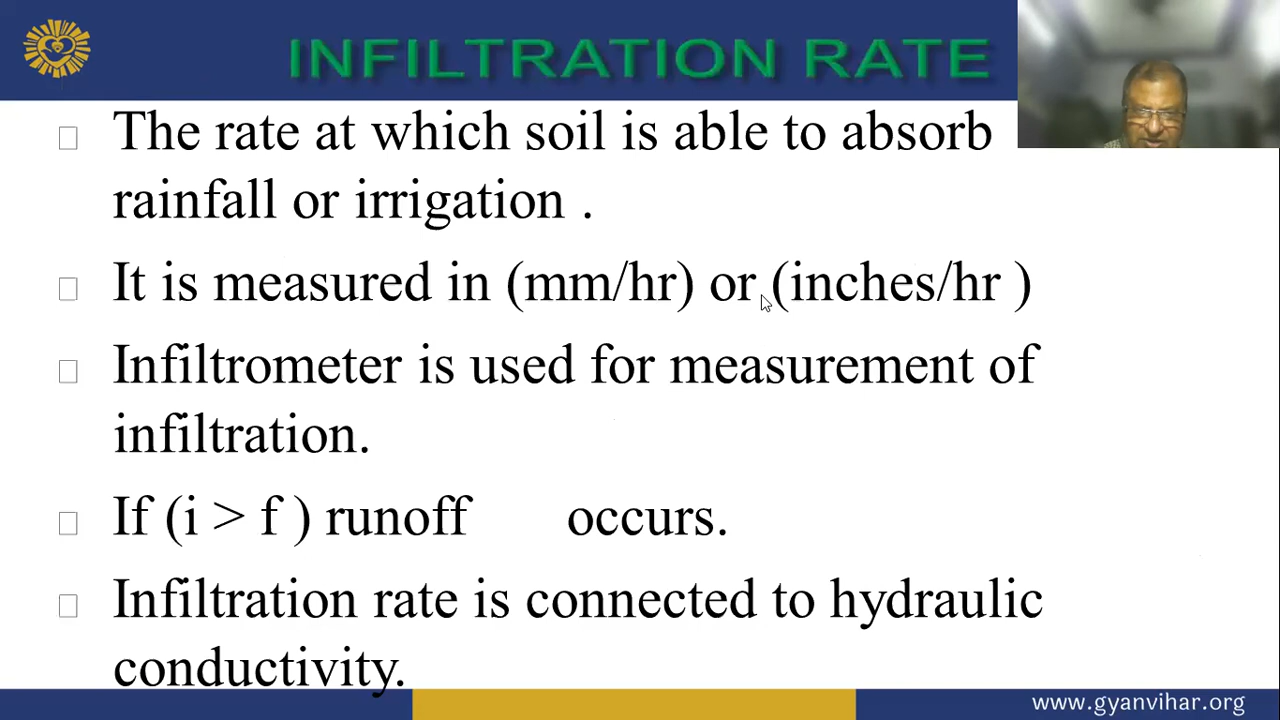 INFILTRATION RATE
The rate at which soil is able to absorb
rainfall or irrigation .
It is measured in (mm/hr) or (inches/hr )
Infiltrometer is used for measurement of
infiltration.
If (i > f ) runoff occurs.
Infiltration rate is connected to hydraulic
conductivity.
www.gyanvihar.org